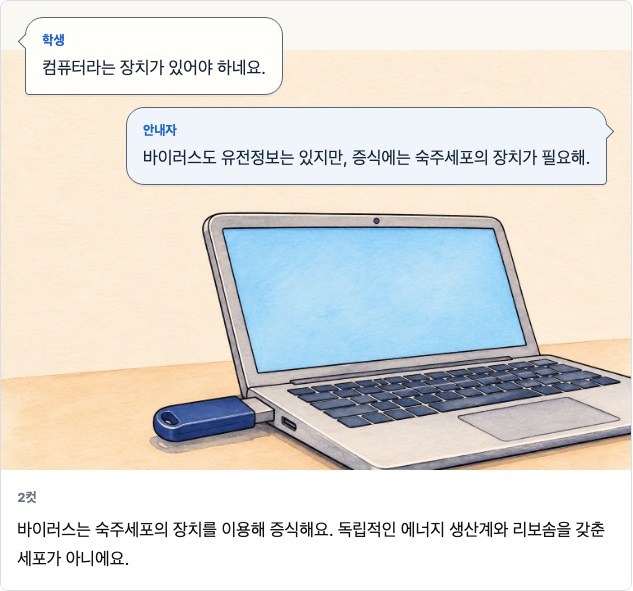 학생
컴퓨터라는 장치가 있어야 하네요.
안내자
바이러스도 유전정보는 있지만, 증식에는 숙주세포의 장치가 필요해.
2컷
바이러스는 숙주세포의 장치를 이용해 증식해요. 독립적인 에너지 생산계와 리보솜을 갖춘
세포가 아니에요.